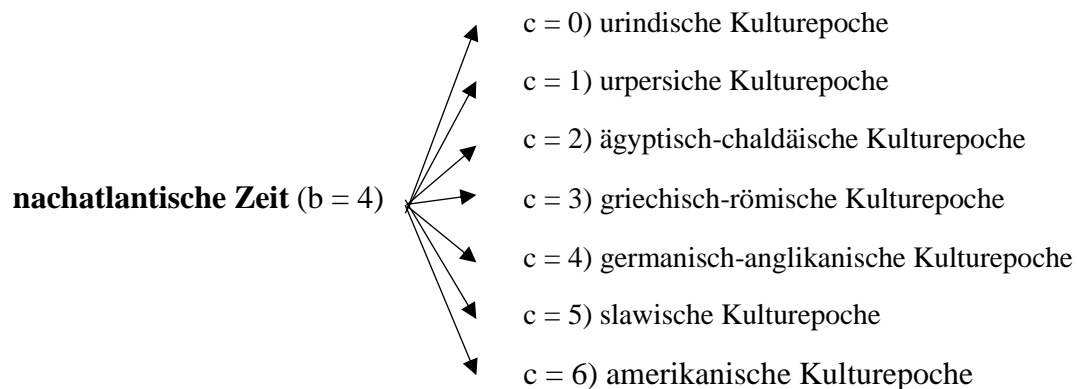 c = 0) urindische Kulturepoche
c = 1) urpersiche Kulturepoche
c = 2) ägyptisch-chaldäische Kulturepoche
nachatlantische Zeit (b = 4)
c = 3) griechisch-römische Kulturepoche
c = 4) germanisch-anglikanische Kulturepoche
c = 5) slawische Kulturepoche
c = 6) amerikanische Kulturepoche